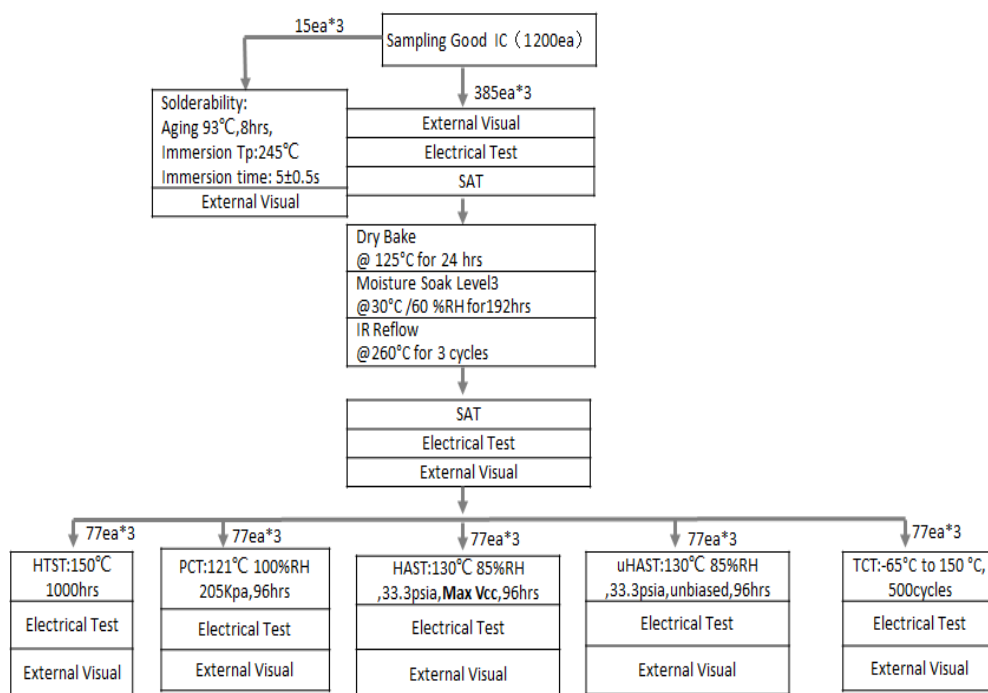 15ea*3
Sampling Good IC（1200ea）
385ea*3
Solderability:
Aging 93℃,8hrs,
Immersion Tp:245℃
Immersion time: 5±0.5s
External Visual
External Visual
Electrical Test
SAT
Dry Bake
@ 125°C for 24 hrs
Moisture Soak Level3
@30°C /60 %RH for192hrs
IR Reflow
@260°C for 3 cycles
SAT
Electrical Test
External Visual
77ea*3
77ea*3
77ea*3
77ea*3
77ea*3
HTST:150℃
1000hrs
Electrical Test
External Visual
PCT:121℃ 100%RH
205Kpa,96hrs
Electrical Test
External Visual
HAST:130℃ 85%RH
,33.3psia,Max Vcc,96hrs
Electrical Test
External Visual
uHAST:130℃ 85%RH
,33.3psia,unbiased,96hrs
Electrical Test
External Visual
TCT:-65°C to 150 °C,
500cycles
Electrical Test
External Visual